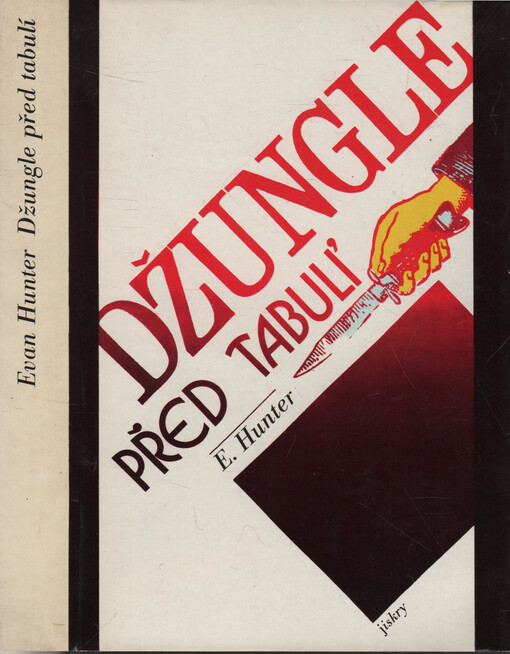 Evan Hunter Džungle před tabulí
DŽUNGLE
PŘED TABULÍ
E. Hunter
jiskry